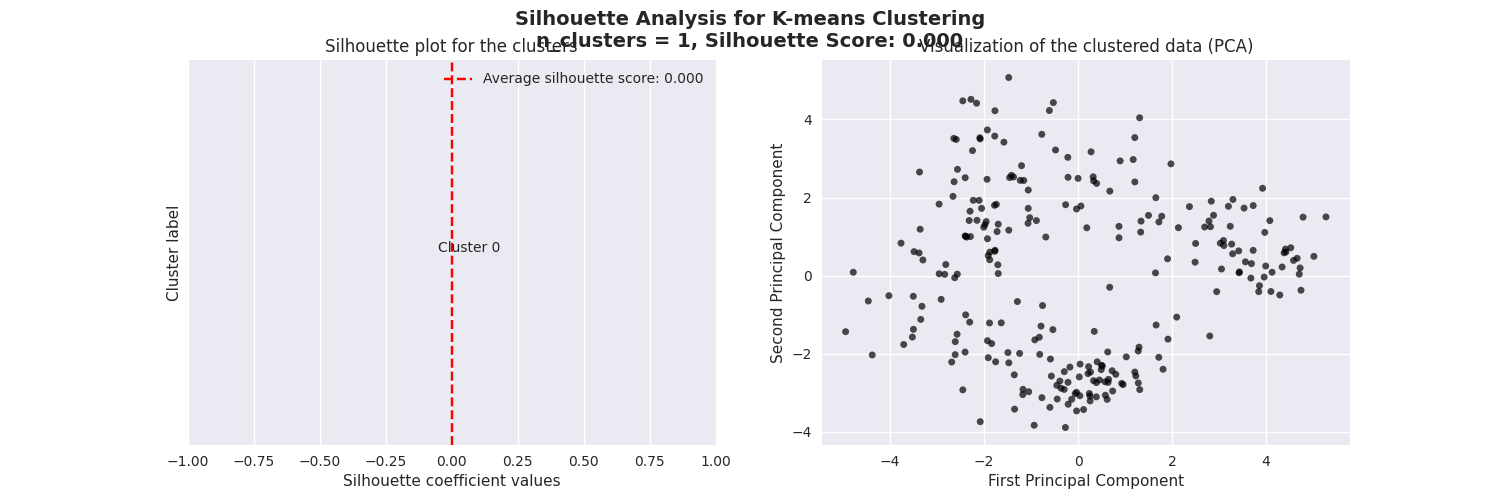 Silhouette Analysis for K-means Clustering
n_clusters = 1, Silhouette Score: 0.000
Silhouette plot for the clusters
Average silhouette score: 0.000
Cluster 0
Cluster label
−1.00 −0.75 −0.50 −0.25 0.00 0.25 0.50 0.75 1.00
Silhouette coefficient values
Visualization of the clustered data (PCA)
Second Principal Component
4
2
0
−2
−4
−4 −2 0 2 4
First Principal Component